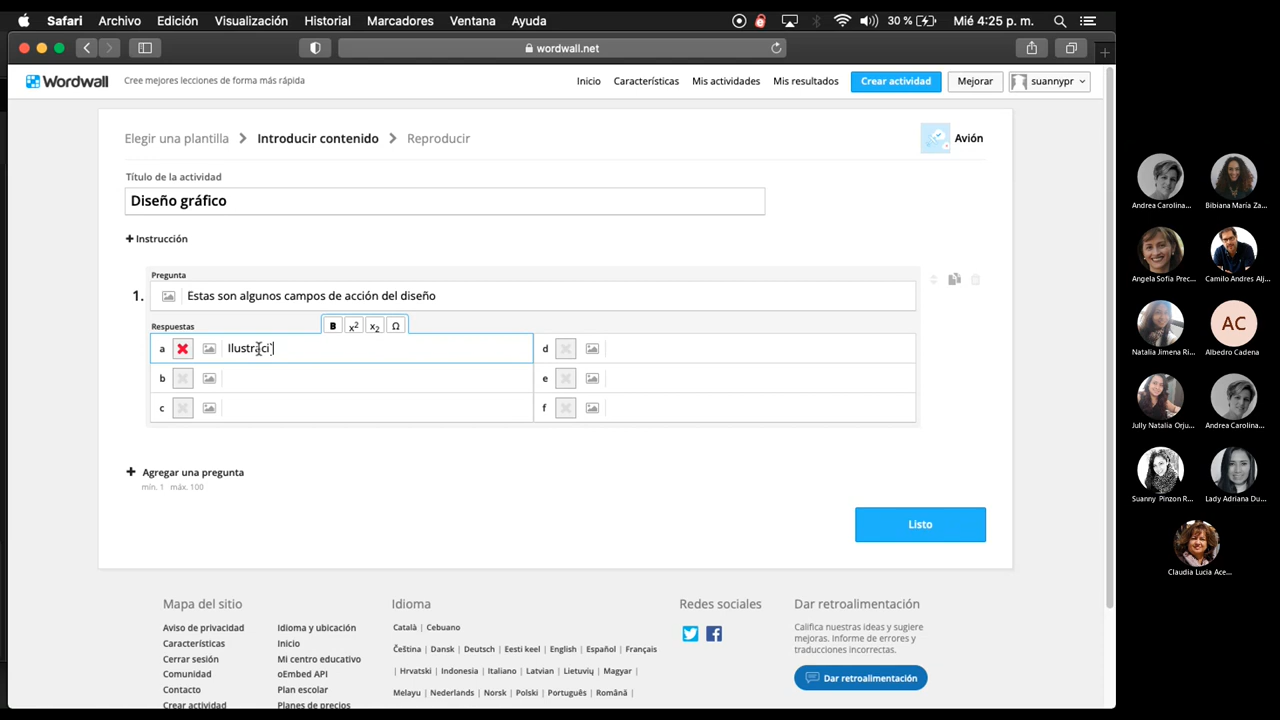 Safari Archivo Edición Visualización Historial Marcadores Ventana Ayuda 30 % Mié 4:25 p. m.
wordwall.net
Wordwall Cree mejores lecciones de forma más rápida Inicio Características Mis actividades Mis resultados Crear actividad Mejorar suannypr
Elegir una plantilla Introducir contenido Reproducir Avión
Título de la actividad
Diseño gráfico
+ Instrucción
Pregunta
1. Estas son algunos campos de acción del diseño
Respuestas B x² x₂ Ω
a Ilustraci` d
b e
c f
+ Agregar una pregunta
mín. 1 máx. 100
Listo
Mapa del sitio Idioma Redes sociales Dar retroalimentación
Aviso de privacidad Idioma y ubicación Català | Cebuano Califica nuestras ideas y sugiere
Características Inicio mejoras. Informe de errores y
Cerrar sesión Mi centro educativo Čeština | Dansk | Deutsch | Eesti keel | English | Español | Français traducciones incorrectas.
Comunidad oEmbed API | Hrvatski | Indonesia | Italiano | Latvian | Lietuvių | Magyar | Dar retroalimentación
Contacto Plan escolar Melayu | Nederlands | Norsk | Polski | Português | Română |
Crear actividad Planes de precios
Andrea Carolina... Bibiana María Za...
Angela Sofia Prec... Camilo Andres Alj...
AC
Natalia Jimena Ri... Albedro Cadena
Jully Natalia Orju... Andrea Carolina...
Suanny Pinzon R... Lady Adriana Du...
Claudia Lucia Ace...